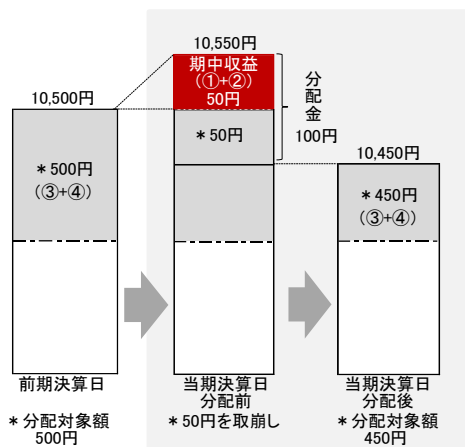 10,550円
期中収益
(①+②)
50円
分配金
100円
10,500円
*50円
10,450円
*500円
(③+④)
*450円
(③+④)
前期決算日
当期決算日
分配前
当期決算日
分配後
*分配対象額
500円
*50円を取崩し
*分配対象額
450円